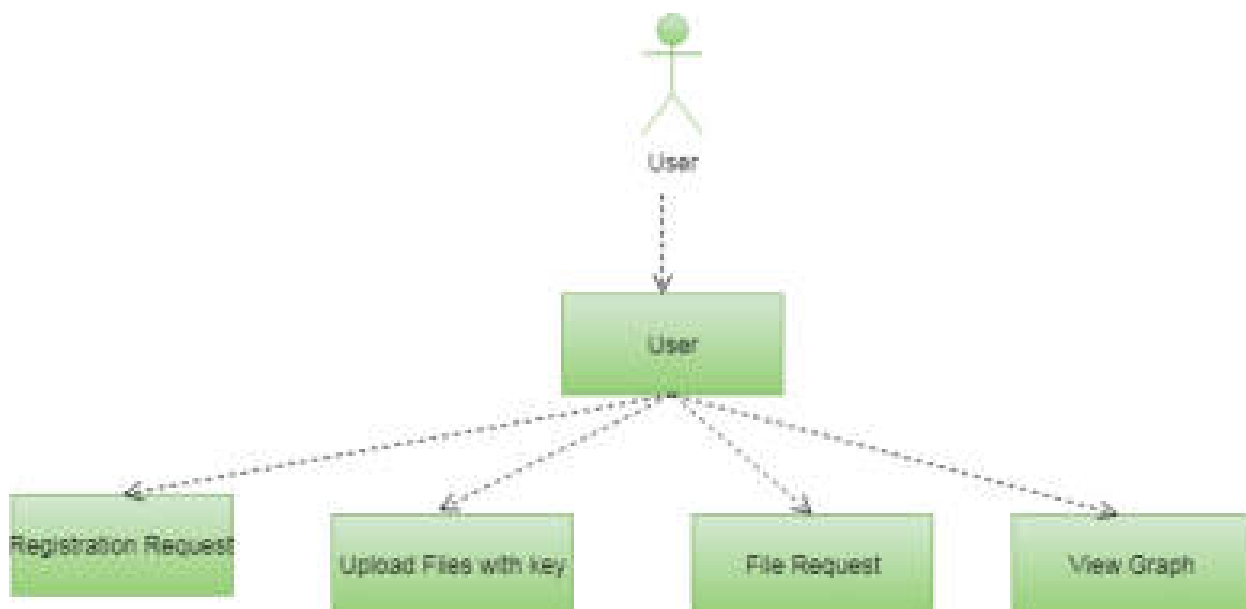 User
User
Registration Request
Upload Files with key
File Request
View Graph